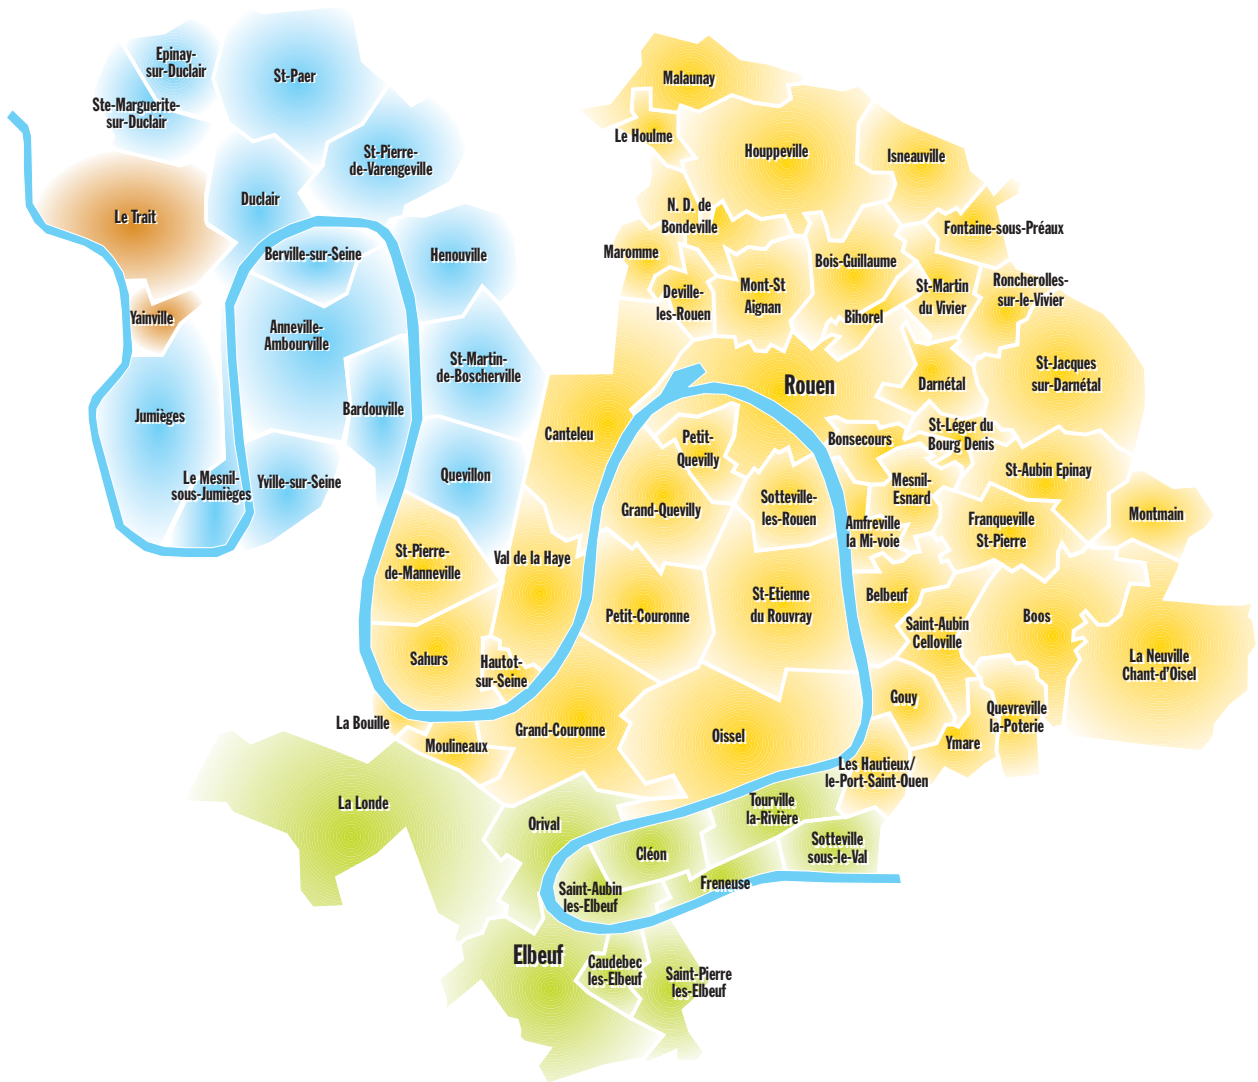 Epinay-
sur-Duclair
St-Paer
Ste-Marguerite-
sur-Duclair
St-Pierre-
de-Varengeville
Le Trait
Duclair
Berville-sur-Seine
Henouville
Yainville
Anneville-
Ambourville
St-Martin-
de-Boscherville
Jumièges
Bardouville
Le Mesnil-
sous-Jumièges
Yville-sur-Seine
Quevillon
Malaunay
Le Houlme
Houppeville
Isneauville
N. D. de
Bondeville
Fontaine-sous-Préaux
Maromme
Bois-Guillaume
Deville-
les-Rouen
Mont-St
Aignan
St-Martin
du Vivier
Roncherolles-
sur-le-Vivier
Bihorel
Rouen
Darnétal
St-Jacques
sur-Darnétal
Canteleu
Petit-
Quevilly
Bonsecours
St-Léger du
Bourg Denis
St-Aubin Epinay
Mesnil-
Esnard
Grand-Quevilly
Sotteville-
les-Rouen
Amfreville
la Mi-voie
Franqueville
St-Pierre
Montmain
St-Pierre-
de-Manneville
Val de la Haye
Petit-Couronne
St-Etienne
du Rouvray
Belbeuf
Saint-Aubin
Celloville
Boos
La Neuville
Chant-d'Oisel
Sahurs
Hautot-
sur-Seine
Gouy
Quevreville
la-Poterie
La Bouille
Moulineaux
Grand-Couronne
Oissel
Ymare
Les Hautieux/
le-Port-Saint-Ouen
La Londe
Orival
Tourville
la-Rivière
Cléon
Sotteville
sous-le-Val
Saint-Aubin
les-Elbeuf
Freneuse
Elbeuf
Caudebec
les-Elbeuf
Saint-Pierre
les-Elbeuf